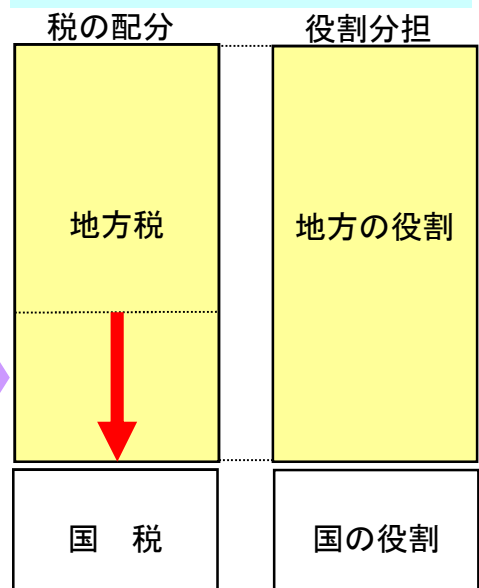 税の配分
役割分担
地方税
地方の役割
国　税
国の役割